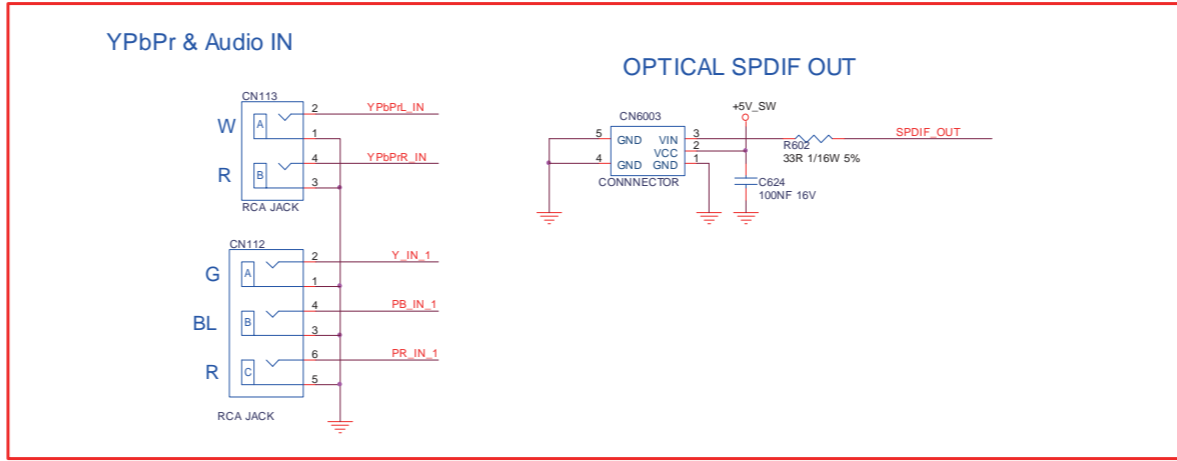 YPbPr & Audio IN
CN113
W
A
2
YPbPrL_IN
1
R
B
4
YPbPrR_IN
3
RCA JACK
CN112
G
A
2
Y_IN_1
1
BL
B
4
PB_IN_1
3
R
C
6
PR_IN_1
5
RCA JACK
OPTICAL SPDIF OUT
+5V_SW
CN6003
5 GND VIN 3
VCC 2
4 GND GND 1
CONNNECTOR
R602
33R 1/16W 5%
SPDIF_OUT
C624
100NF 16V